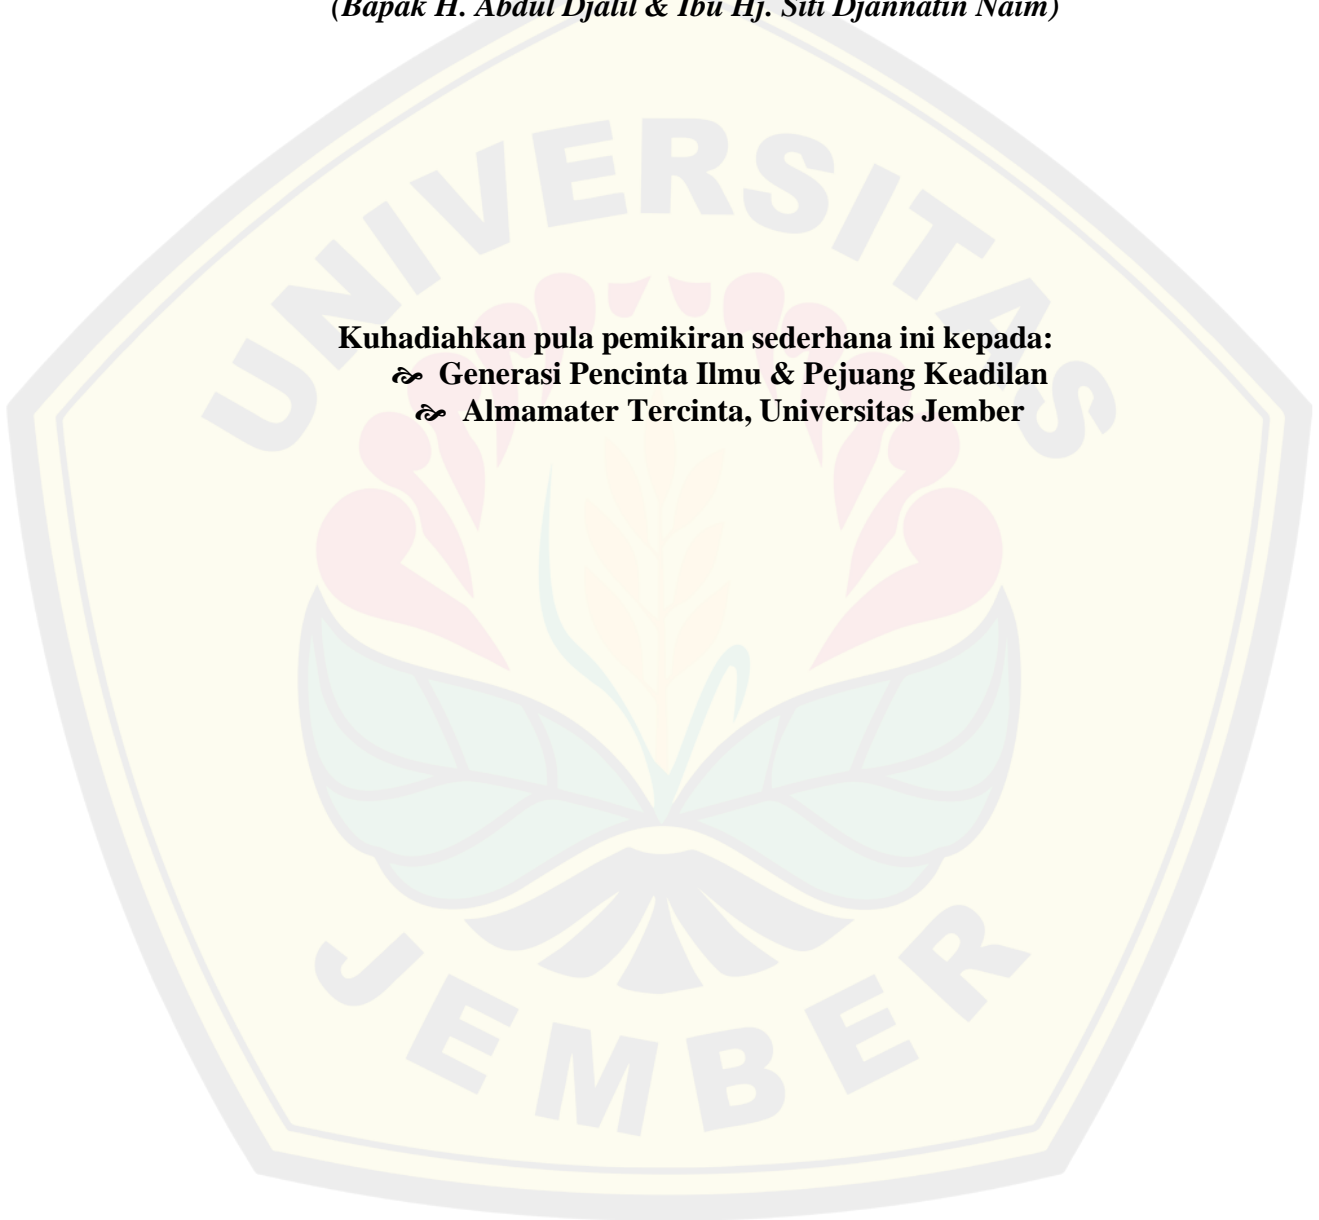 (Bapak H. Abdul Djalil & Ibu Hj. Siti Djannatin Naim)
UNIVERSITAS
Kuhadiahkan pula pemikiran sederhana ini kepada:
Generasi Pencinta Ilmu & Pejuang Keadilan
Almamater Tercinta, Universitas Jember
JEMBER